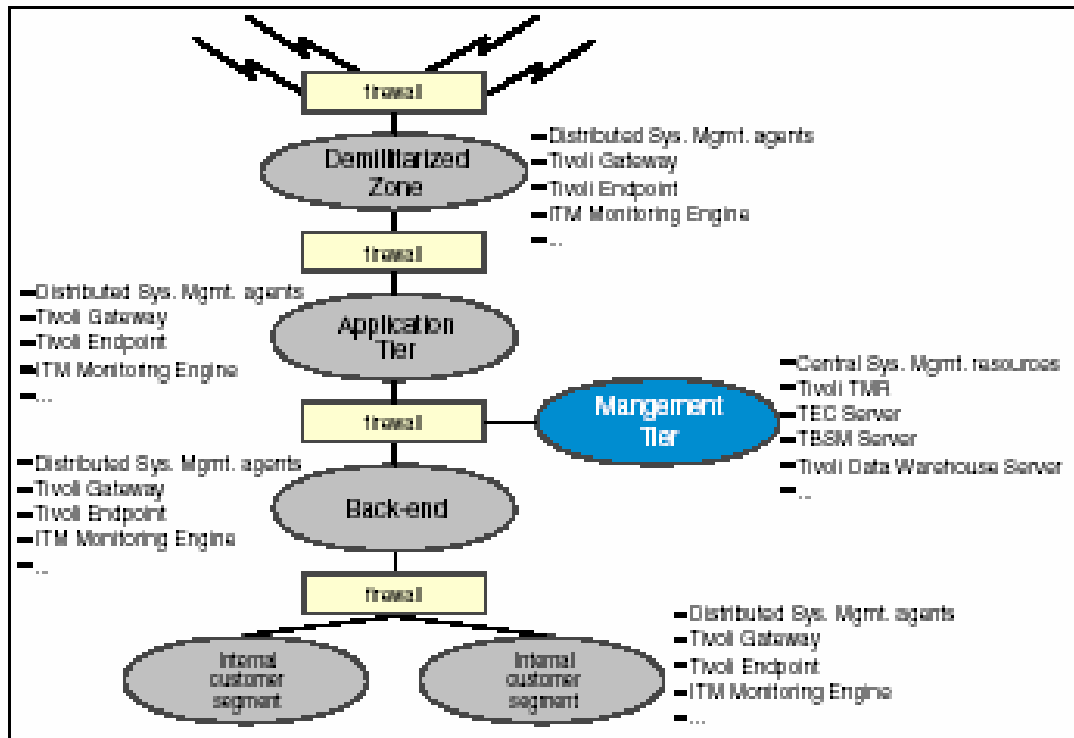 firewall
Demilitarized
Zone
–Distributed Sys. Mgmt. agents
–Tivoli Gateway
–Tivoli Endpoint
–ITM Monitoring Engine
–...
firewall
–Distributed Sys. Mgmt. agents
–Tivoli Gateway
–Tivoli Endpoint
–ITM Monitoring Engine
–...
Application
Tier
firewall
Mangement
Tier
–Central Sys. Mgmt. resources
–Tivoli TMR
–TEC Server
–TBSM Server
–Tivoli Data Warehouse Server
–...
–Distributed Sys. Mgmt. agents
–Tivoli Gateway
–Tivoli Endpoint
–ITM Monitoring Engine
–...
Back-end
firewall
Internal
customer
segment
Internal
customer
segment
–Distributed Sys. Mgmt. agents
–Tivoli Gateway
–Tivoli Endpoint
–ITM Monitoring Engine
–...